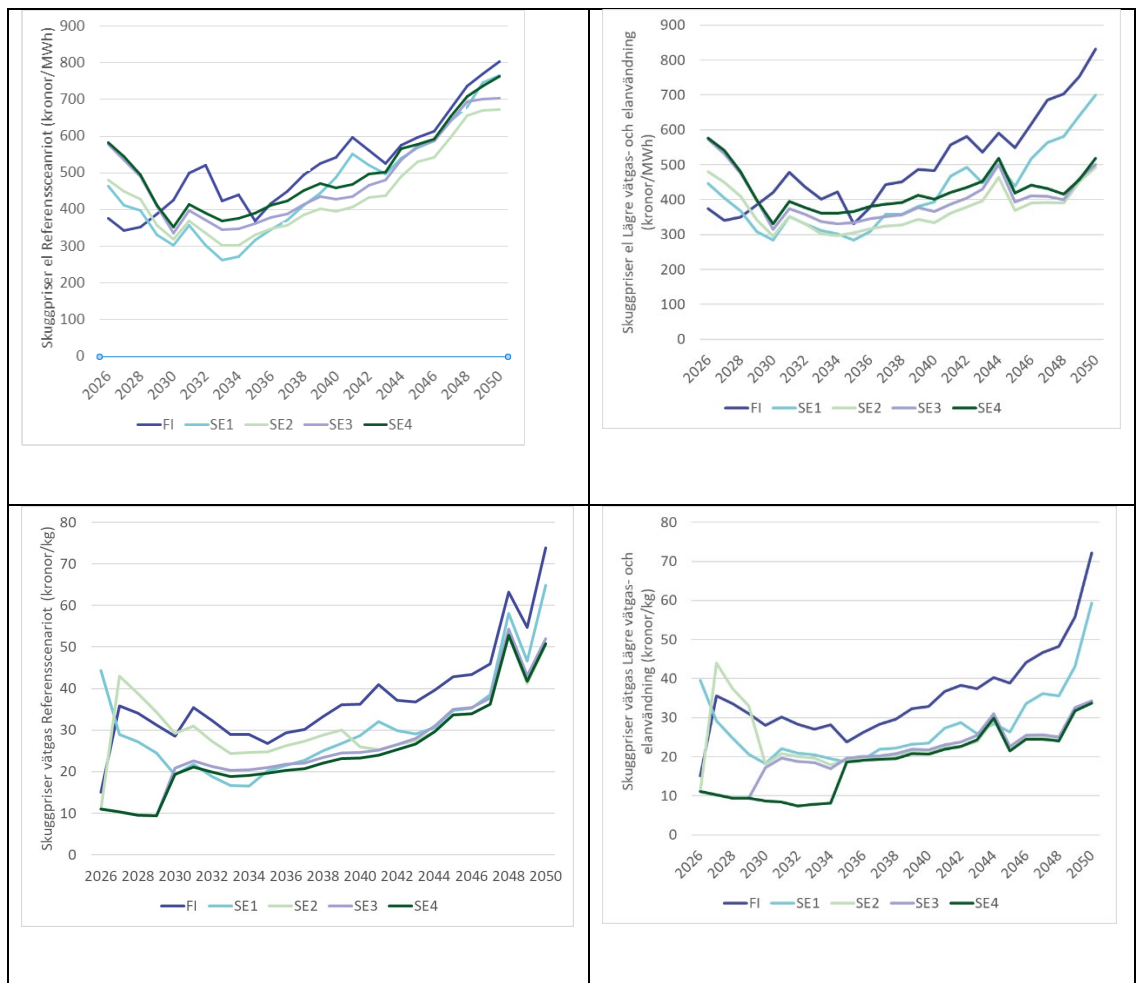 Skuggpriser el Referenssceanriot (kronor/MWh)
900
800
700
600
500
400
300
200
100
0
2026 2028 2030 2032 2034 2036 2038 2040 2042 2044 2046 2048 2050
FI SE1 SE2 SE3 SE4
Skuggpriser el Lägre vätgas- och elanvändning
(kronor/MWh)
900
800
700
600
500
400
300
200
100
0
2026 2028 2030 2032 2034 2036 2038 2040 2042 2044 2046 2048 2050
FI SE1 SE2 SE3 SE4
Skuggpriser vätgas Referensscenariot (kronor/kg)
80
70
60
50
40
30
20
10
0
2026 2028 2030 2032 2034 2036 2038 2040 2042 2044 2046 2048 2050
FI SE1 SE2 SE3 SE4
Skuggpriser vätgas Lägre vätgas- och
elanvändning (kronor/kg)
80
70
60
50
40
30
20
10
0
2026 2028 2030 2032 2034 2036 2038 2040 2042 2044 2046 2048 2050
FI SE1 SE2 SE3 SE4